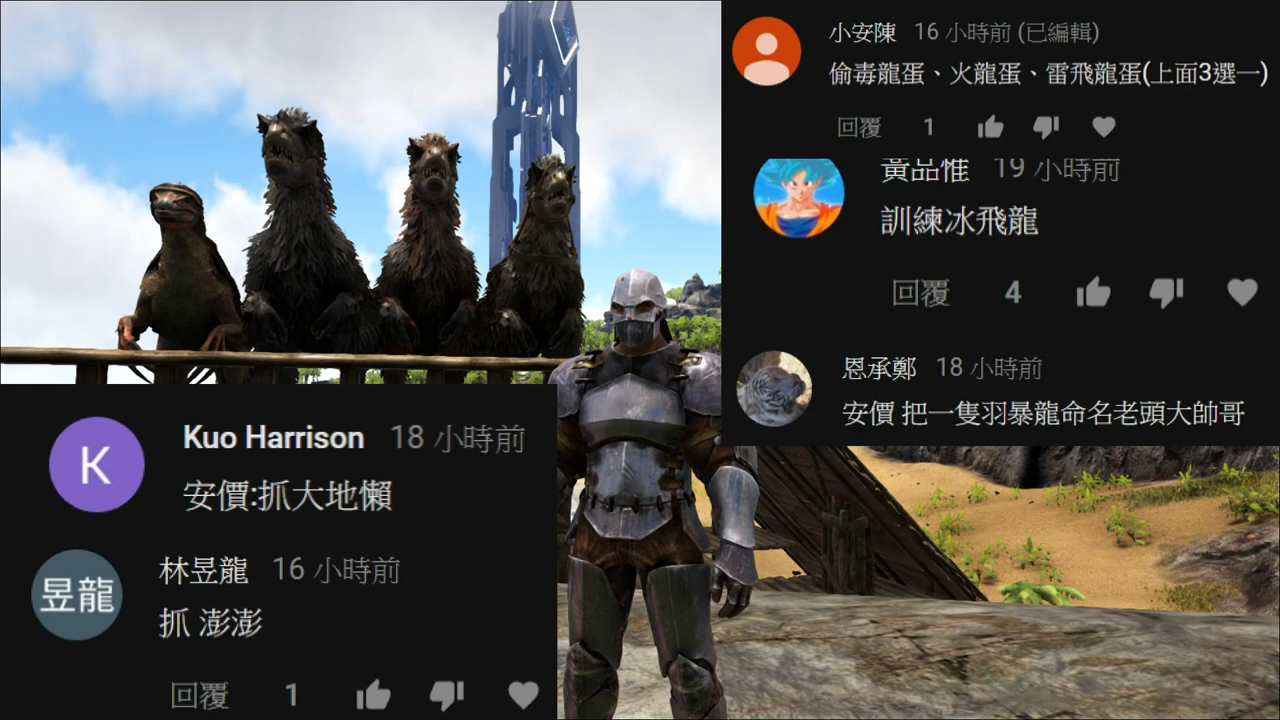 小安陳 16 小時前 (已編輯)
偷毒龍蛋、火龍蛋、雷飛龍蛋(上面3選一)
回覆 1
黃品惟 19 小時前
訓練冰飛龍
回覆 4
恩承鄭 18 小時前
安價 把一隻羽暴龍命名老頭大帥哥
K
Kuo Harrison 18 小時前
安價:抓大地懶
昱龍
林昱龍 16 小時前
抓 澎澎
回覆 1